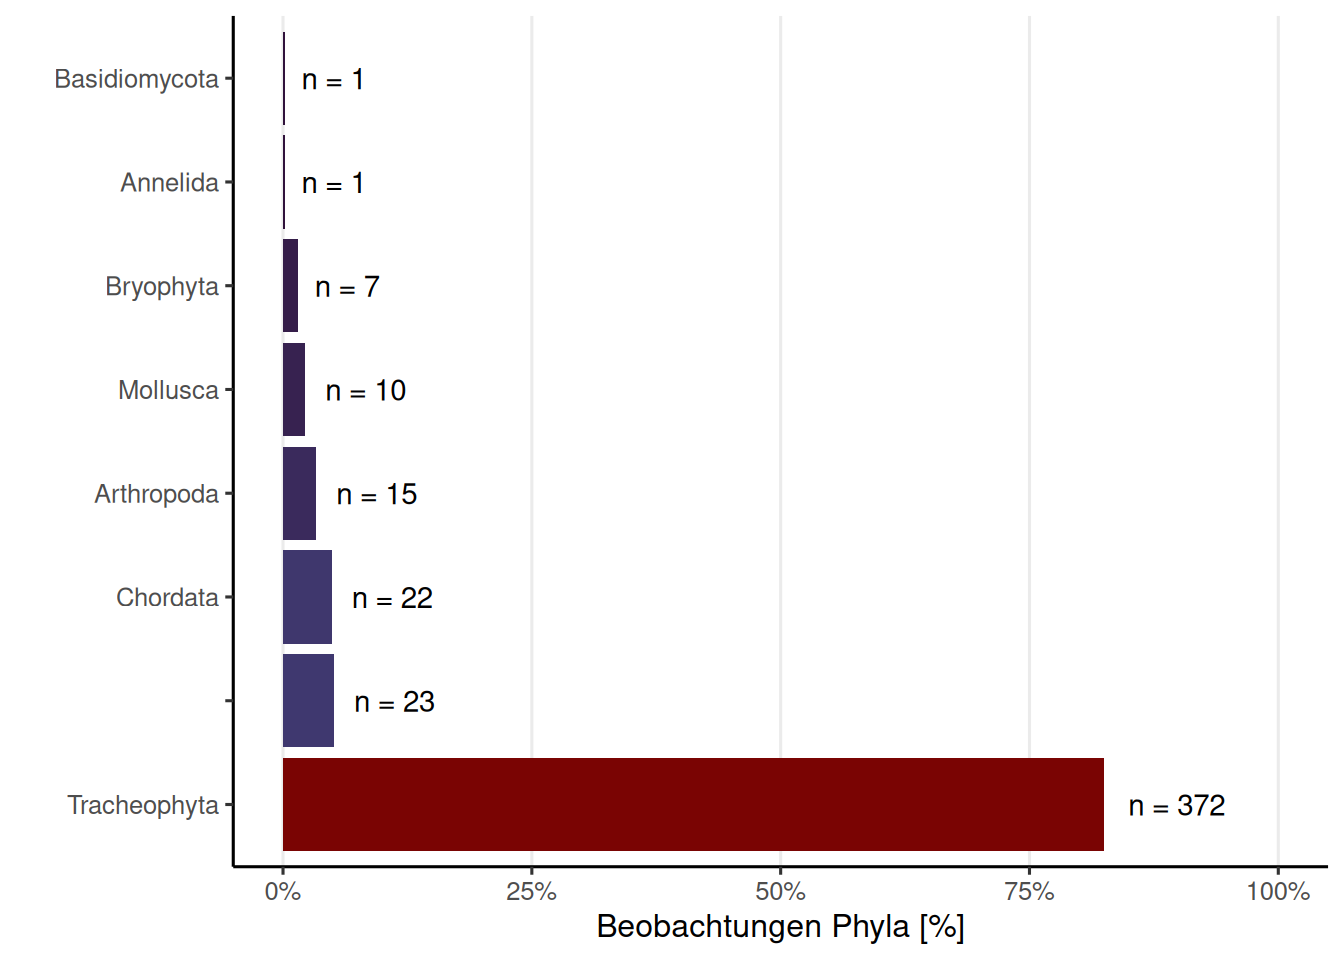 Basidiomycota n = 1
Annelida n = 1
Bryophyta n = 7
Mollusca n = 10
Arthropoda n = 15
Chordata n = 22
n = 23
Tracheophyta n = 372
0% 25% 50% 75% 100%
Beobachtungen Phyla [%]